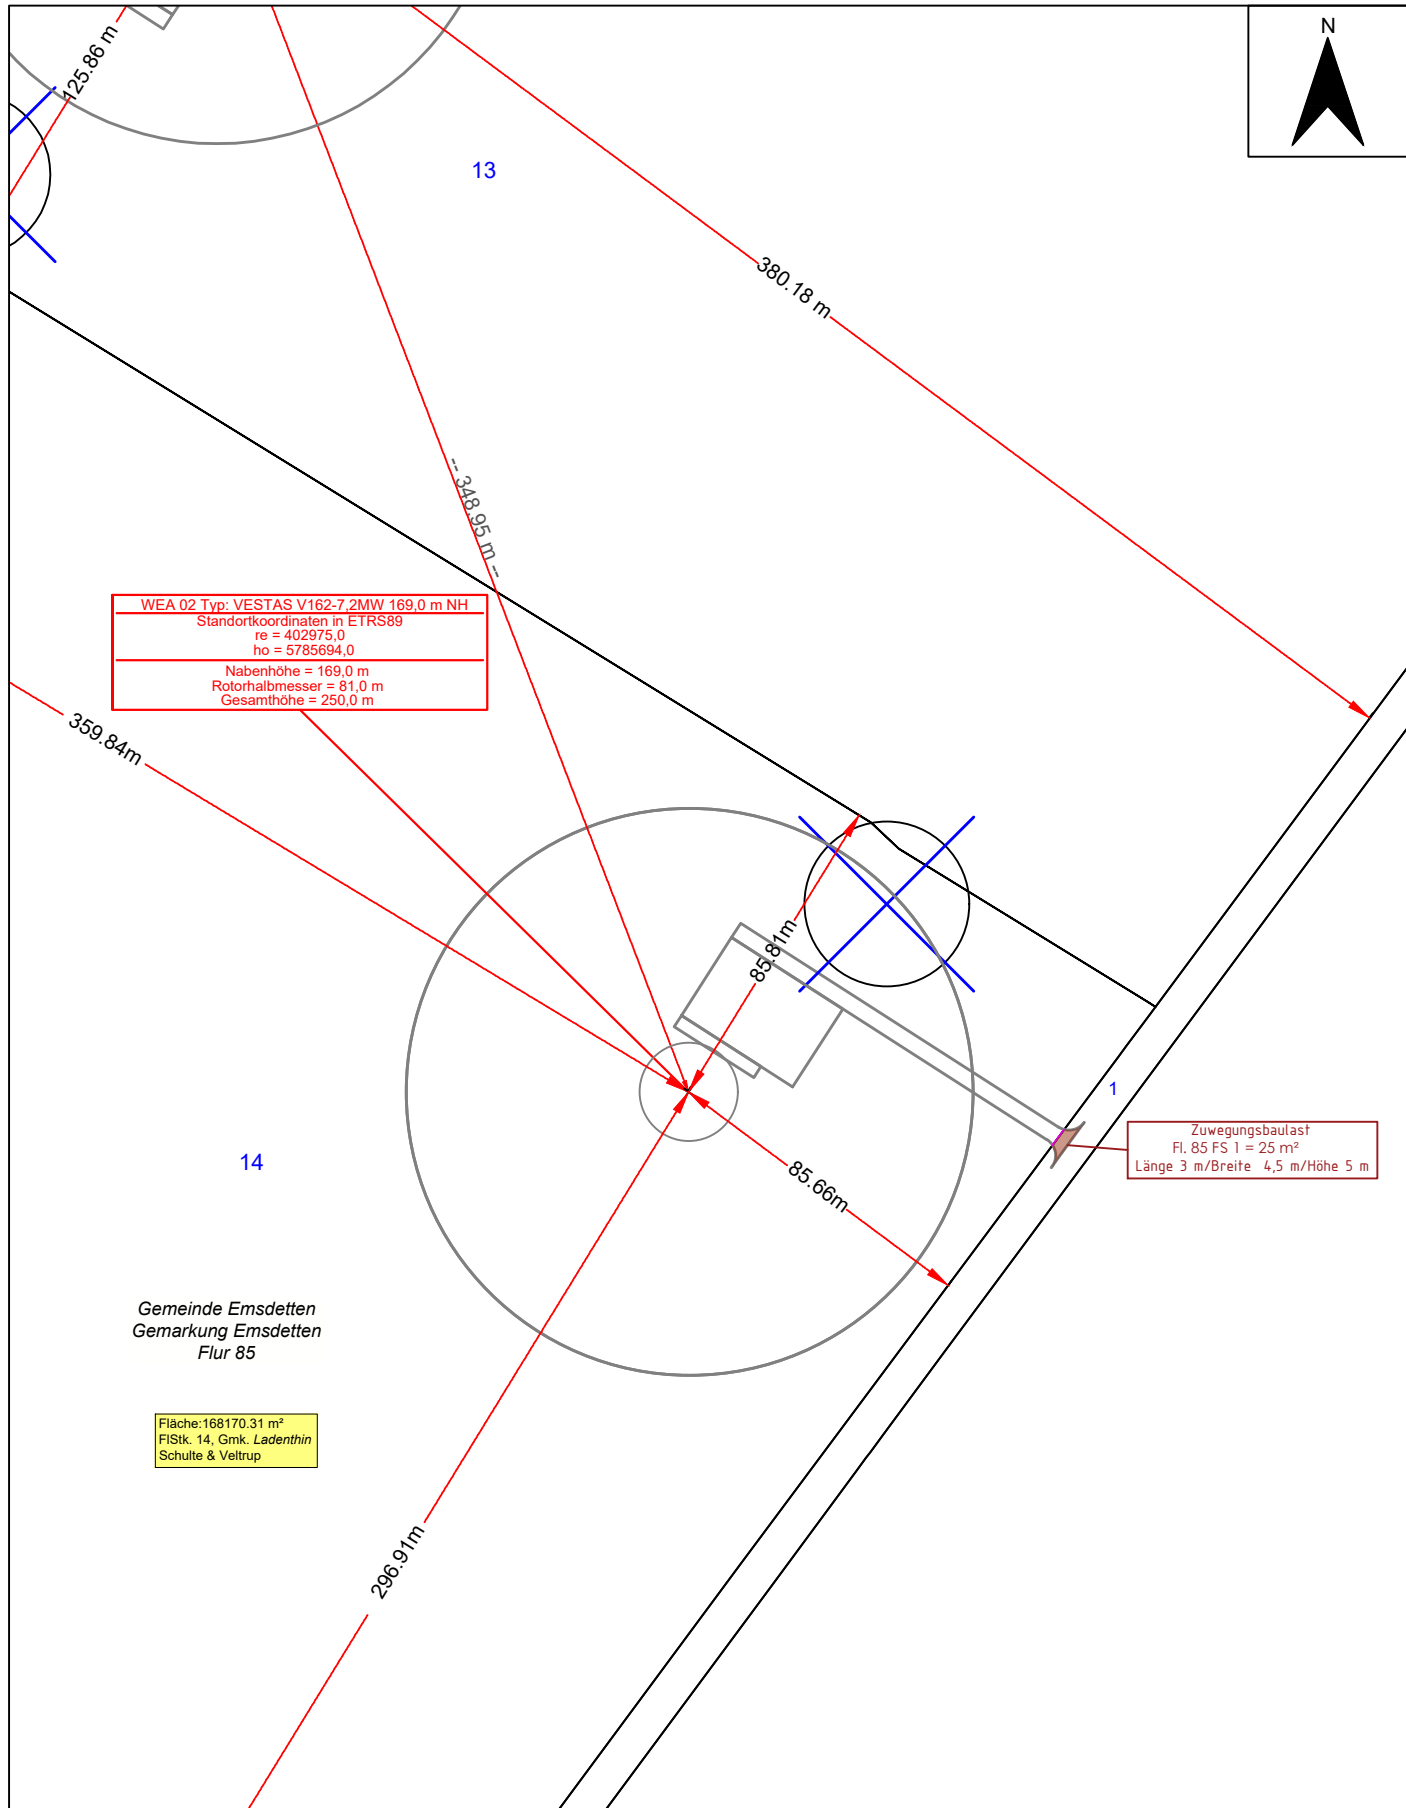 N
125.86 m
13
380.18 m
-- 348.95 m --
WEA 02 Typ: VESTAS V162-7,2MW 169,0 m NH
Standortkoordinaten in ETRS89
re = 402975,0
ho = 5785694,0
Nabenhöhe = 169,0 m
Rotorhalbmesser = 81,0 m
Gesamthöhe = 250,0 m
359.84m
85.81m
1
Zuwegungsbaulast
Fl. 85 FS 1 = 25 m²
Länge 3 m/Breite 4,5 m/Höhe 5 m
14
85.66m
Gemeinde Emsdetten
Gemarkung Emsdetten
Flur 85
Fläche:168170.31 m²
FlStk. 14, Gmk. Ladenthin
Schulte & Veltrup
296.91m